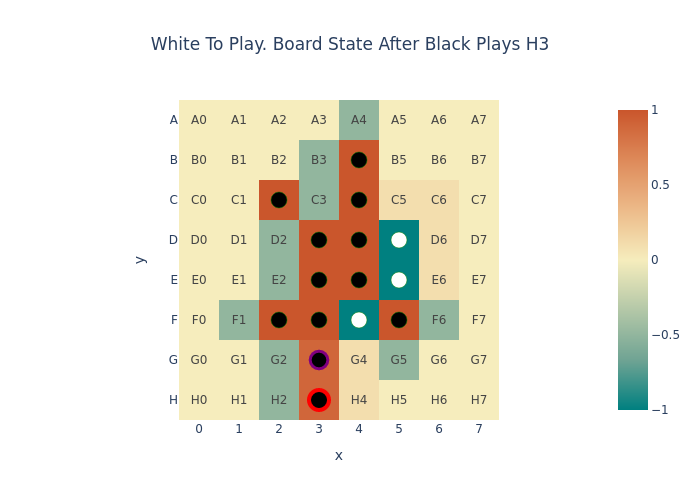 White To Play. Board State After Black Plays H3
A A0 A1 A2 A3 A4 A5 A6 A7 1
B B0 B1 B2 B3 B5 B6 B7
C C0 C1 C3 C5 C6 C7 0.5
D D0 D1 D2 D6 D7
y 0
E E0 E1 E2 E6 E7
F F0 F1 F6 F7 −0.5
G G0 G1 G2 G4 G5 G6 G7
H H0 H1 H2 H4 H5 H6 H7 −1
0 1 2 3 4 5 6 7
x